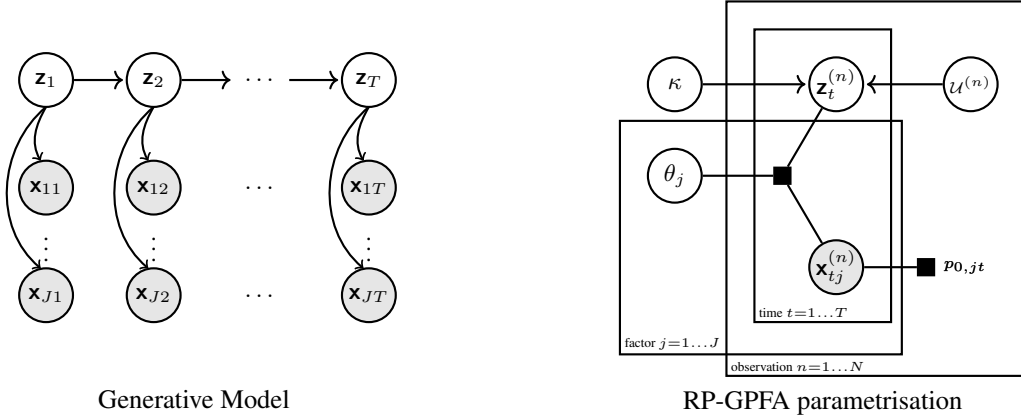 z₁ z₂ ⋯ z_T
x₁₁ x₁₂ ⋯ x₁T
⋮ ⋮ ⋮
x_J1 x_J2 ⋯ x_JT
Generative Model
κ z_t^(n) 𝒰^(n)
θ_j
x_tj^(n) p_0,jt
time t=1…T
factor j=1…J
observation n=1…N
RP-GPFA parametrisation